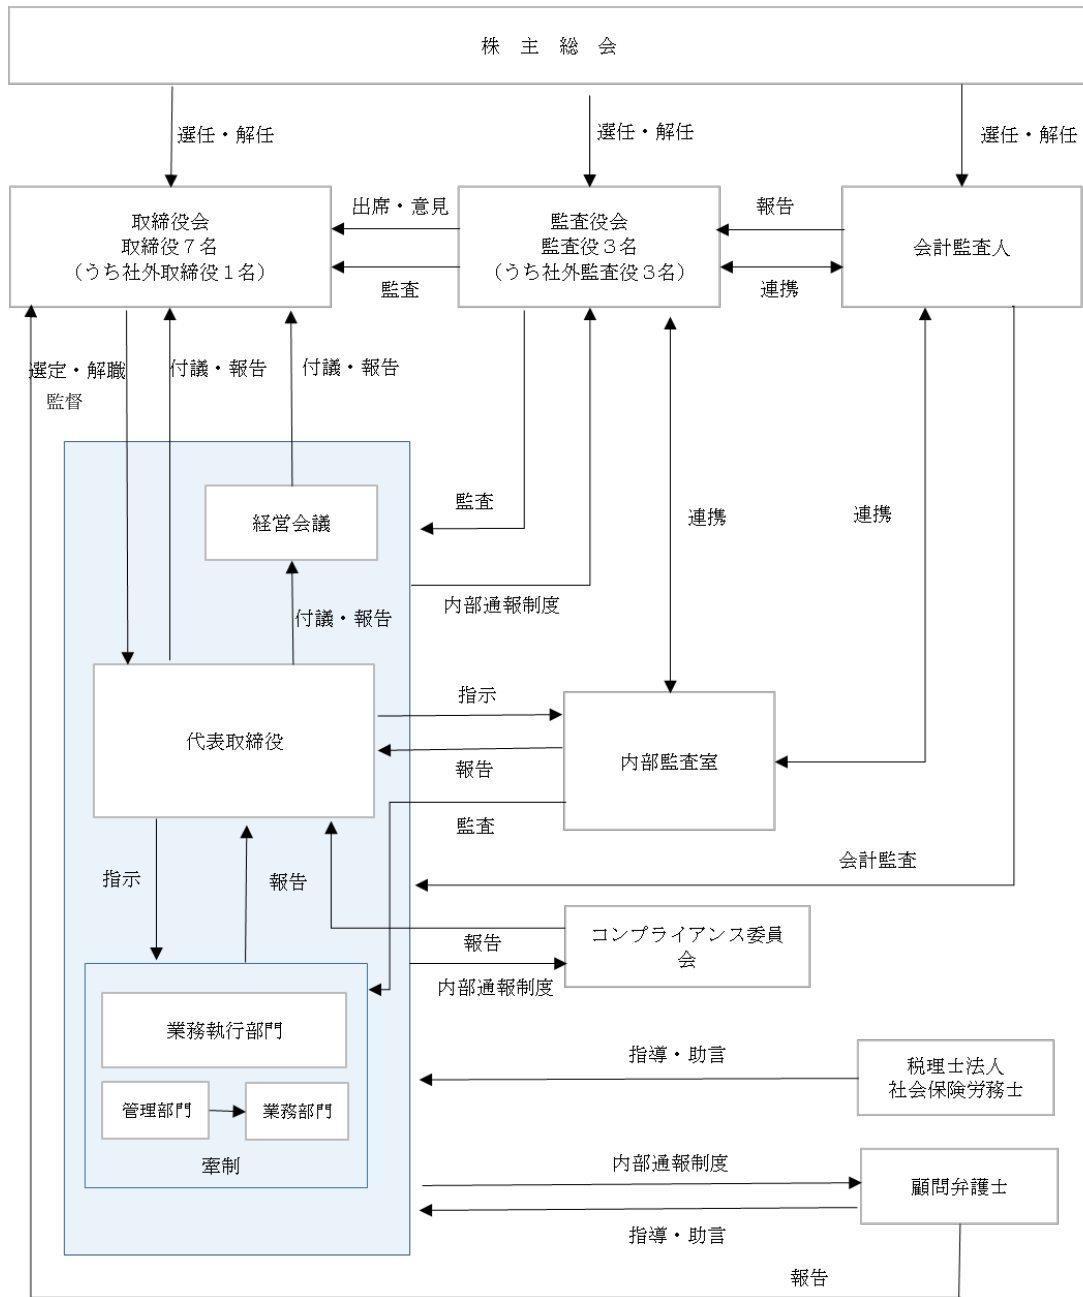 株 主 総 会
選任・解任
選任・解任
選任・解任
取締役会
取締役７名
（うち社外取締役１名）
出席・意見
監査
監査役会
監査役３名
（うち社外監査役３名）
報告
連携
会計監査人
選定・解職
監督
付議・報告
付議・報告
経営会議
監査
連携
連携
内部通報制度
付議・報告
代表取締役
指示
報告
監査
内部監査室
会計監査
指示
報告
報告
内部通報制度
コンプライアンス委員
会
業務執行部門
管理部門
業務部門
牽制
指導・助言
税理士法人
社会保険労務士
内部通報制度
指導・助言
顧問弁護士
報告